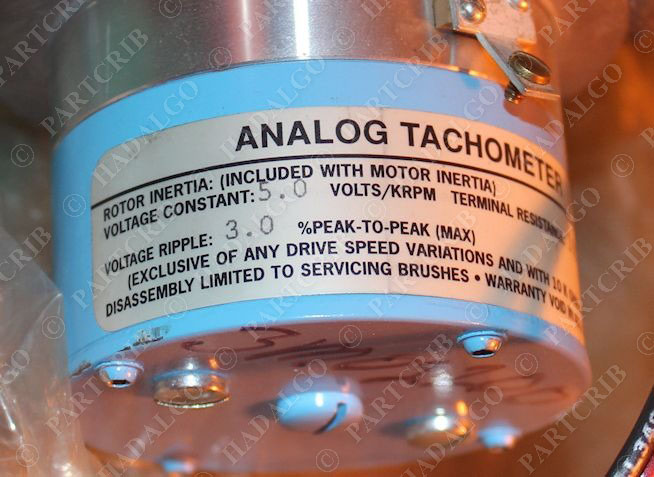 ANALOG TACHOMETER
ROTOR INERTIA: (INCLUDED WITH MOTOR INERTIA)
VOLTAGE CONSTANT: 5.0 VOLTS/KRPM TERMINAL
VOLTAGE RIPPLE: 3.0 %PEAK-TO-PEAK (MAX)
(EXCLUSIVE OF ANY DRIVE SPEED VARIATIONS AND WITH 10 K
DISASSEMBLY LIMITED TO SERVICING BRUSHES • WARRANTY VOID
© PARTCRIB
© HADALGO